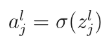 a_j^l = σ(z_j^l)